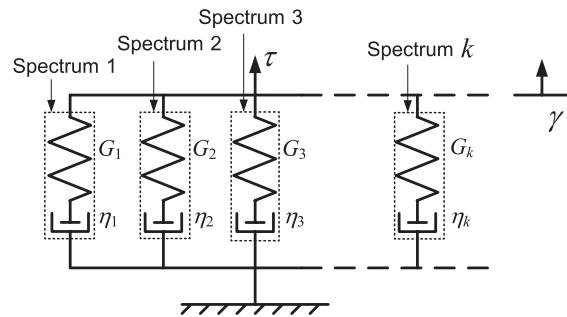 Spectrum 1
Spectrum 2
Spectrum 3
τ
Spectrum k
γ
G₁
G₂
G₃
Gₖ
η₁
η₂
η₃
ηₖ